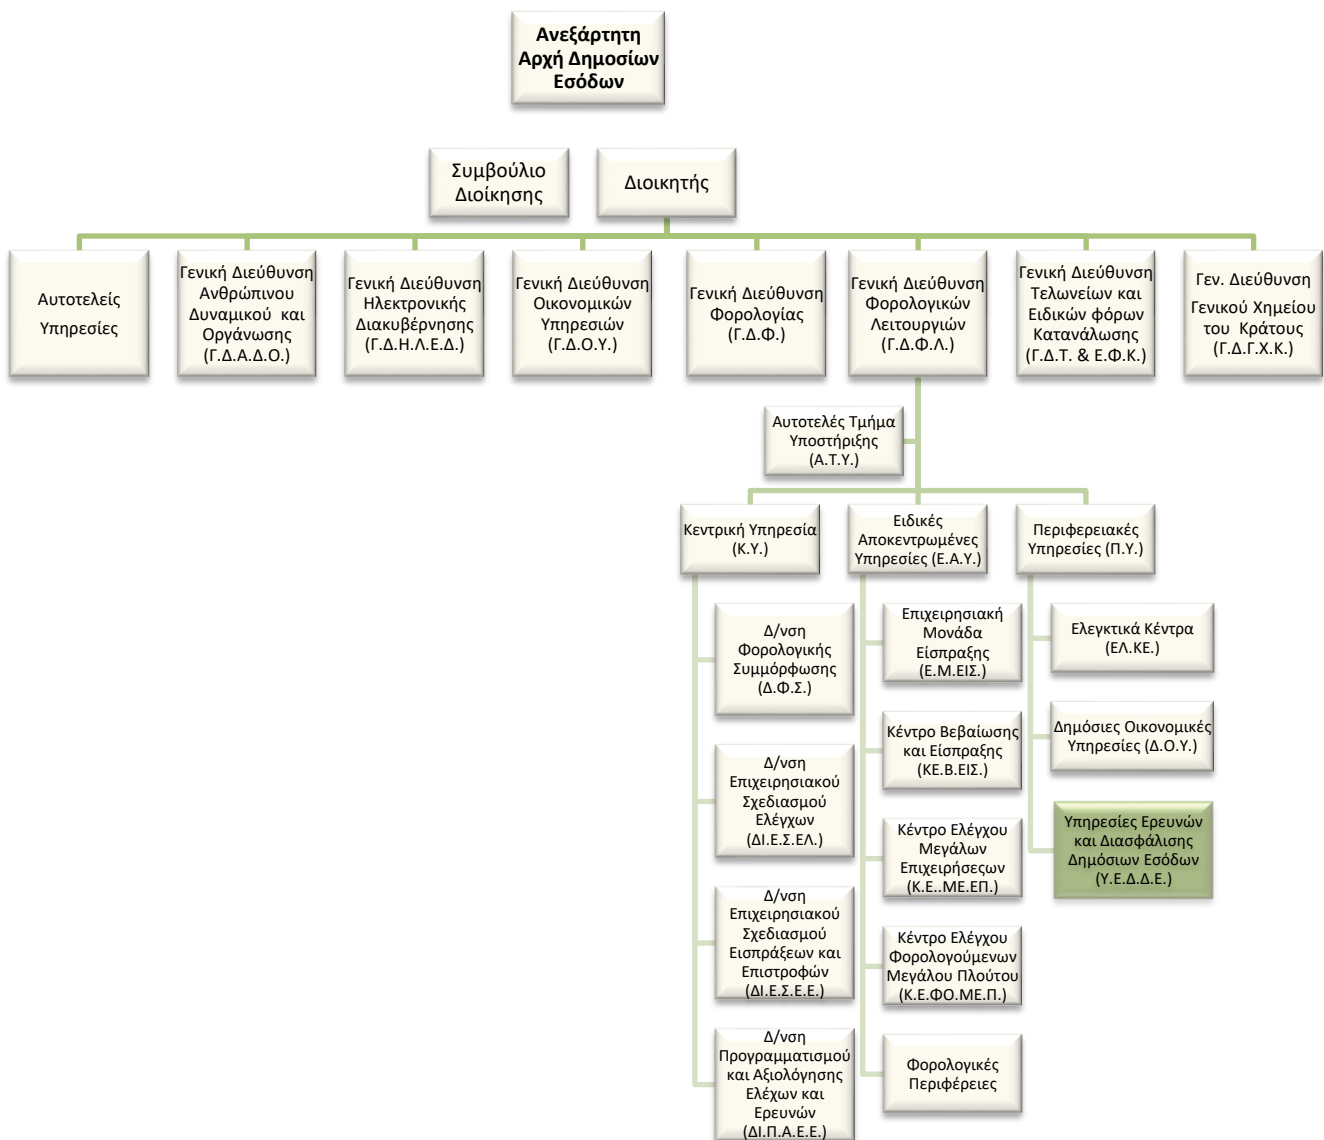 Ανεξάρτητη
Αρχή Δημοσίων
Εσόδων
Συμβούλιο
Διοίκησης
Διοικητής
Αυτοτελείς
Υπηρεσίες
Γενική Διεύθυνση
Ανθρώπινου
Δυναμικού και
Οργάνωσης
(Γ.Δ.Α.Δ.Ο.)
Γενική Διεύθυνση
Ηλεκτρονικής
Διακυβέρνησης
(Γ.Δ.Η.Λ.Ε.Δ.)
Γενική Διεύθυνση
Οικονομικών
Υπηρεσιών
(Γ.Δ.Ο.Υ.)
Γενική Διεύθυνση
Φορολογίας
(Γ.Δ.Φ.)
Γενική Διεύθυνση
Φορολογικών
Λειτουργιών
(Γ.Δ.Φ.Λ.)
Γενική Διεύθυνση
Τελωνείων και
Ειδικών φόρων
Κατανάλωσης
(Γ.Δ.Τ. & Ε.Φ.Κ.)
Γεν. Διεύθυνση
Γενικού Χημείου
του Κράτους
(Γ.Δ.Γ.Χ.Κ.)
Αυτοτελές Τμήμα
Υποστήριξης
(Α.Τ.Υ.)
Κεντρική Υπηρεσία
(Κ.Υ.)
Ειδικές
Αποκεντρωμένες
Υπηρεσίες (Ε.Α.Υ.)
Περιφερειακές
Υπηρεσίες (Π.Υ.)
Δ/νση
Φορολογικής
Συμμόρφωσης
(Δ.Φ.Σ.)
Δ/νση
Επιχειρησιακού
Σχεδιασμού
Ελέγχων
(ΔΙ.Ε.Σ.ΕΛ.)
Δ/νση
Επιχειρησιακού
Σχεδιασμού
Εισπράξεων και
Επιστροφών
(ΔΙ.Ε.Σ.Ε.Ε.)
Δ/νση
Προγραμματισμού
και Αξιολόγησης
Ελέχων και
Ερευνών
(ΔΙ.Π.Α.Ε.Ε.)
Επιχειρησιακή
Μονάδα
Είσπραξης
(Ε.Μ.ΕΙΣ.)
Κέντρο Βεβαίωσης
και Είσπραξης
(ΚΕ.Β.ΕΙΣ.)
Κέντρο Ελέγχου
Μεγάλων
Επιχειρήσεςων
(Κ.Ε..ΜΕ.ΕΠ.)
Κέντρο Ελέγχου
Φορολογούμενων
Μεγάλου Πλούτου
(Κ.Ε.ΦΟ.ΜΕ.Π.)
Φορολογικές
Περιφέρειες
Ελεγκτικά Κέντρα
(ΕΛ.ΚΕ.)
Δημόσιες Οικονομικές
Υπηρεσίες (Δ.Ο.Υ.)
Υπηρεσίες Ερευνών
και Διασφάλισης
Δημόσιων Εσόδων
(Υ.Ε.Δ.Δ.Ε.)